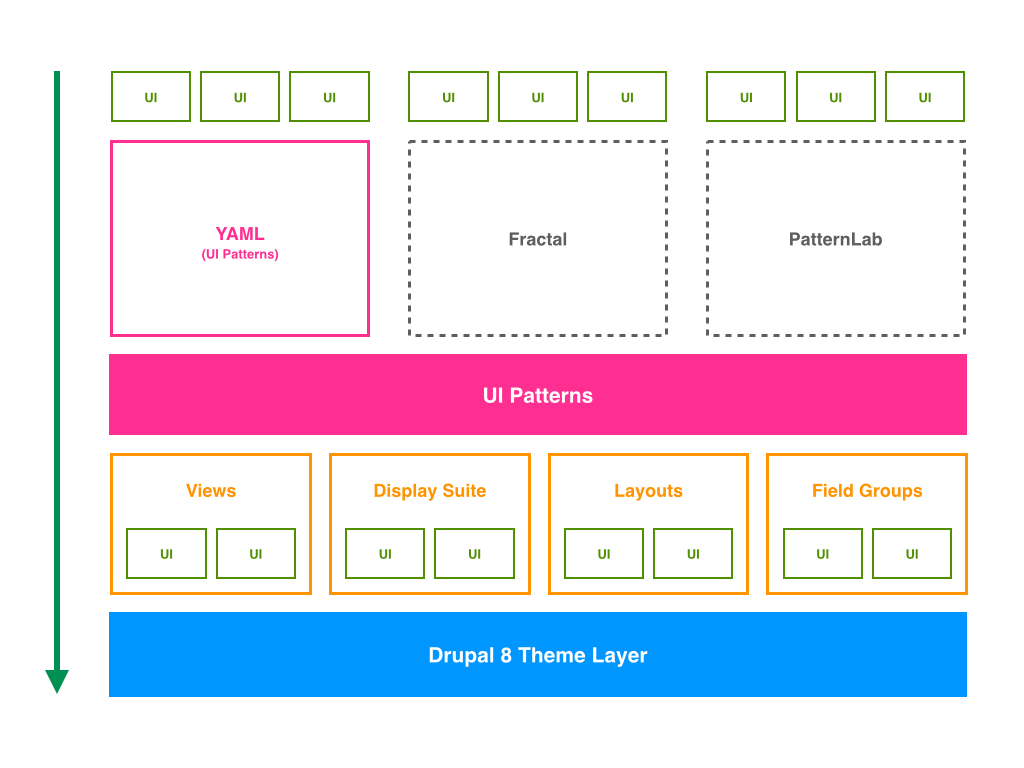 UI UI UI UI UI UI UI UI UI
YAML
(UI Patterns)
Fractal
PatternLab
UI Patterns
Views Display Suite Layouts Field Groups
UI UI UI UI UI UI UI UI
Drupal 8 Theme Layer